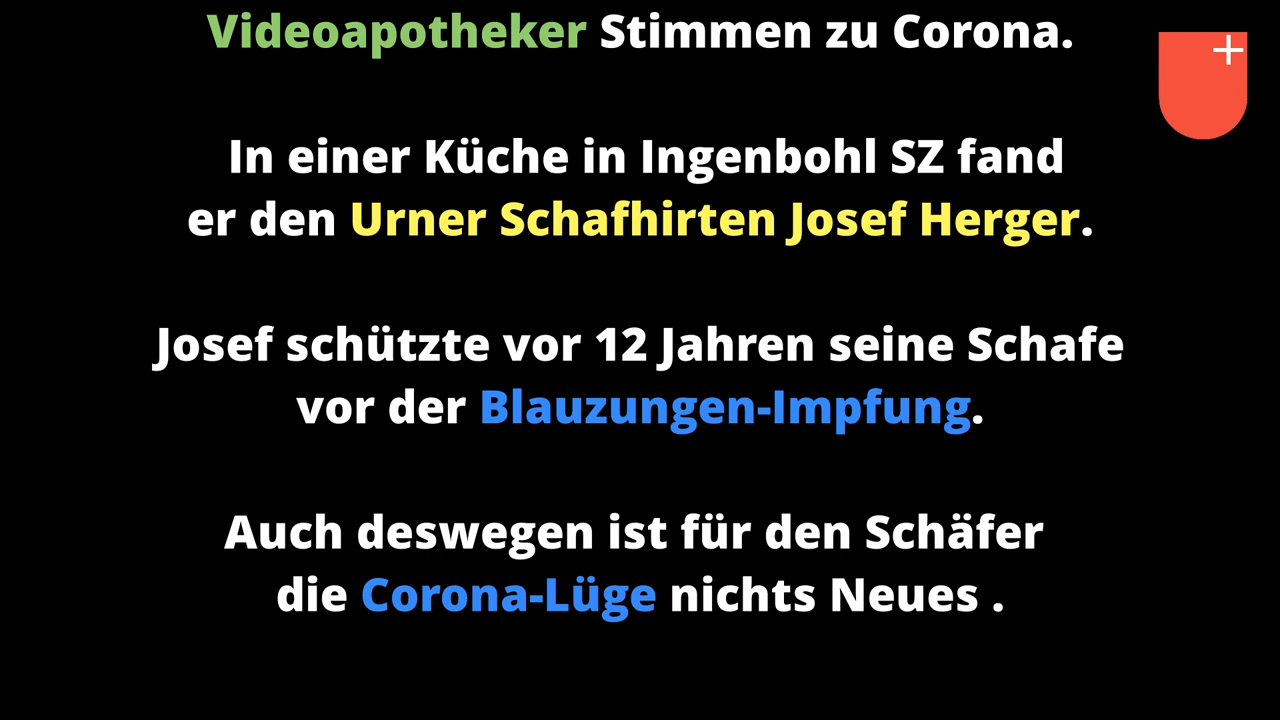 Videoapotheker Stimmen zu Corona.
In einer Küche in Ingenbohl SZ fand
er den Urner Schafhirten Josef Herger.
Josef schützte vor 12 Jahren seine Schafe
vor der Blauzungen-Impfung.
Auch deswegen ist für den Schäfer
die Corona-Lüge nichts Neues .